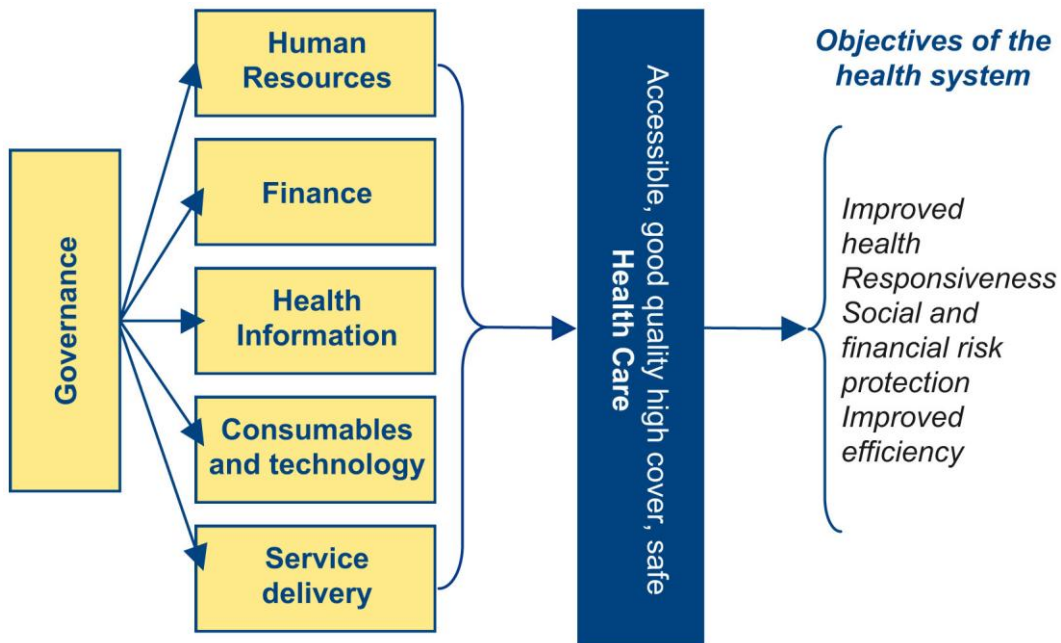 Governance
Human
Resources
Finance
Health
Information
Consumables
and technology
Service
delivery
Accessible, good quality high cover, safe
Health Care
Objectives of the
health system
Improved
health
Responsiveness
Social and
financial risk
protection
Improved
efficiency